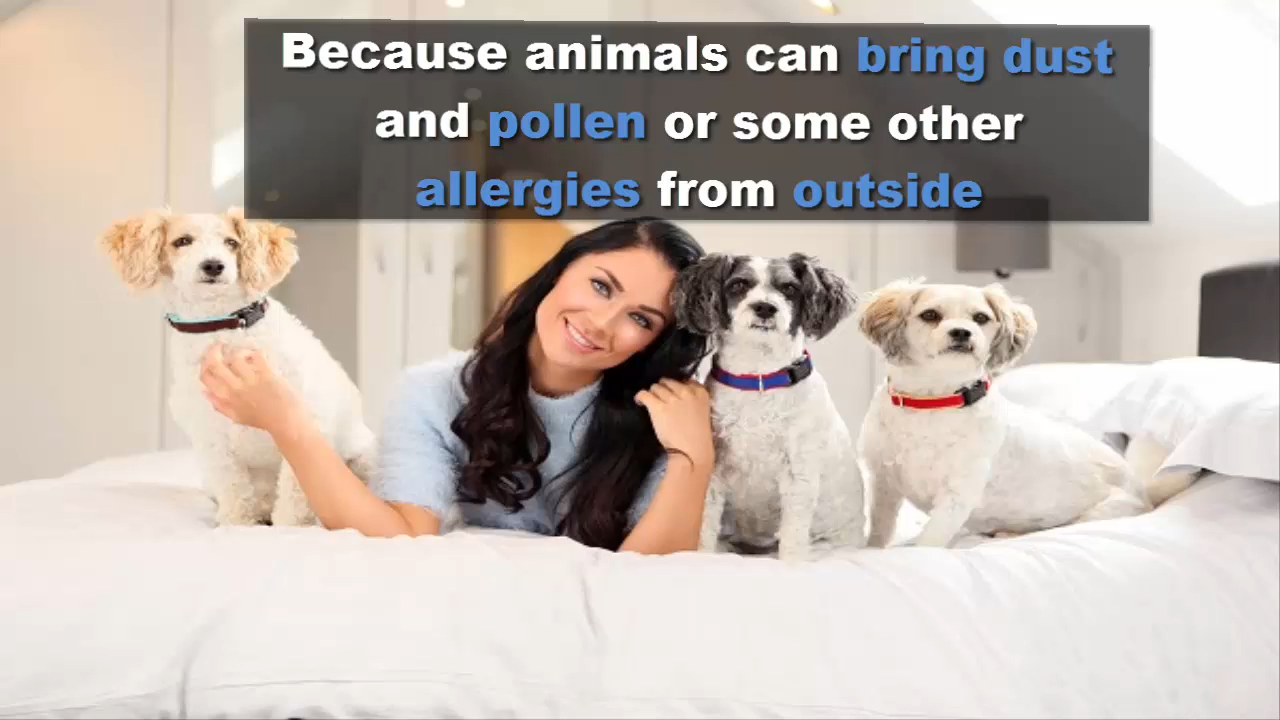 Because animals can bring dust
and pollen or some other
allergies from outside